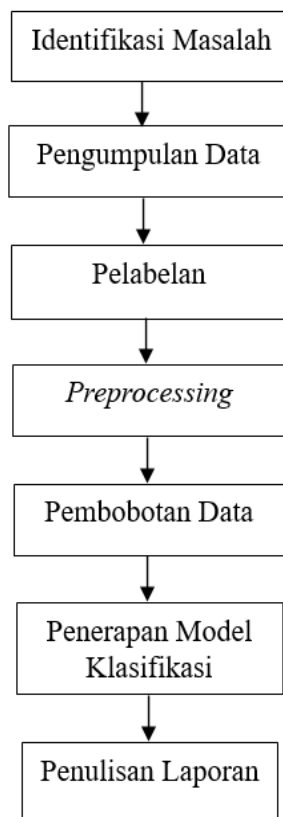 Identifikasi Masalah
Pengumpulan Data
Pelabelan
Preprocessing
Pembobotan Data
Penerapan Model
Klasifikasi
Penulisan Laporan